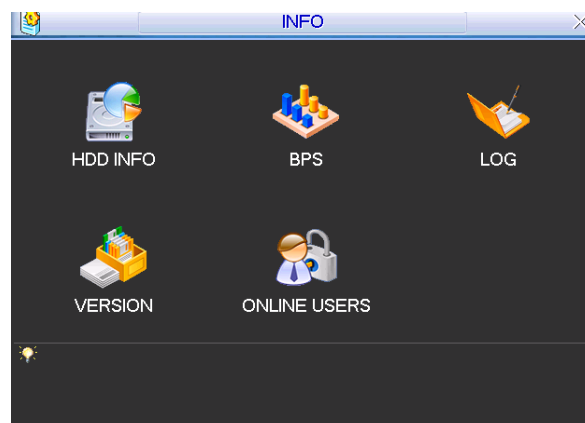 INFO
HDD INFO
BPS
LOG
VERSION
ONLINE USERS